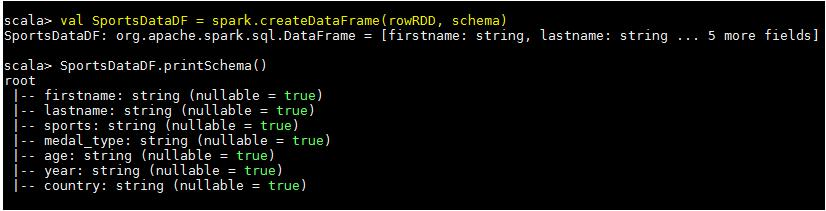 scala> val SportsDataDF = spark.createDataFrame(rowRDD, schema)
SportsDataDF: org.apache.spark.sql.DataFrame = [firstname: string, lastname: string ... 5 more fields]
scala> SportsDataDF.printSchema()
root
 |-- firstname: string (nullable = true)
 |-- lastname: string (nullable = true)
 |-- sports: string (nullable = true)
 |-- medal_type: string (nullable = true)
 |-- age: string (nullable = true)
 |-- year: string (nullable = true)
 |-- country: string (nullable = true)